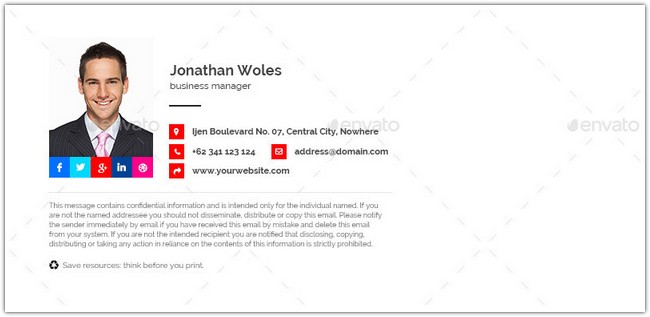 Jonathan Woles
business manager
Ijen Boulevard No. 07, Central City, Nowhere
+62 341 123 124
address@domain.com
www.yourwebsite.com
This message contains confidential information and is intended only for the individual named. If you
are not the named addressee you should not disseminate, distribute or copy this email. Please notify
the sender immediately by email if you have received this email by mistake and delete this email
from your system. If you are not the intended recipient you are notified that disclosing, copying,
distributing or taking any action in reliance on the contents of this information is strictly prohibited.
Save resources: think before you print.
envato
envato
envato
f
g+
in